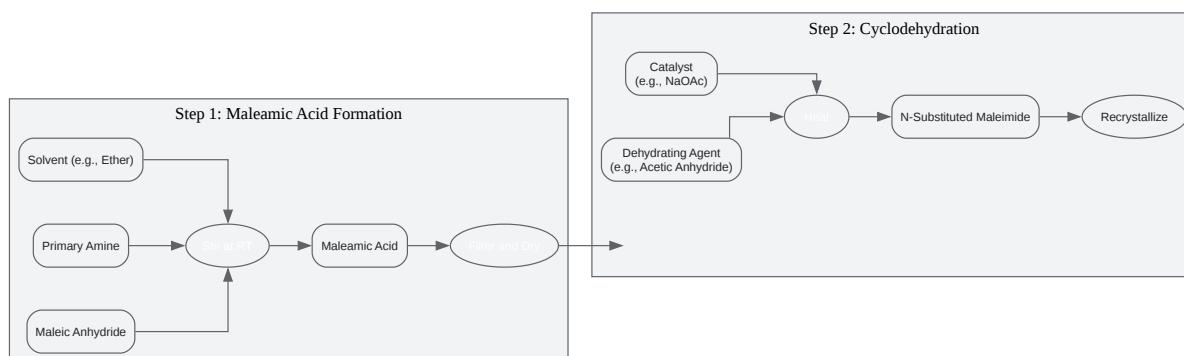 Step 1: Maleamic Acid Formation
Solvent (e.g., Ether)
Primary Amine
Stir at RT
Maleamic Acid
Filter and Dry
Maleic Anhydride
Step 2: Cyclodehydration
Catalyst
(e.g., NaOAc)
Heat
N-Substituted Maleimide
Recrystallize
Dehydrating Agent
(e.g., Acetic Anhydride)